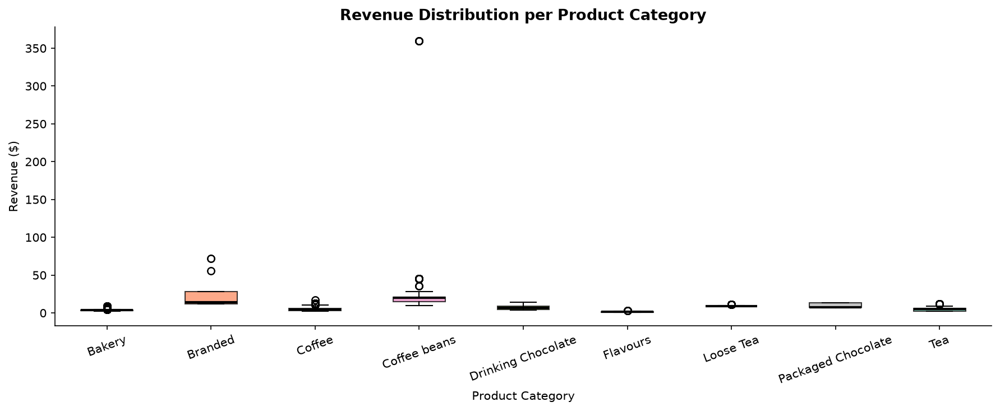 Revenue Distribution per Product Category
Revenue ($)
350
300
250
200
150
100
50
0
Bakery
Branded
Coffee
Coffee beans
Drinking Chocolate
Flavours
Loose Tea
Packaged Chocolate
Tea
Product Category